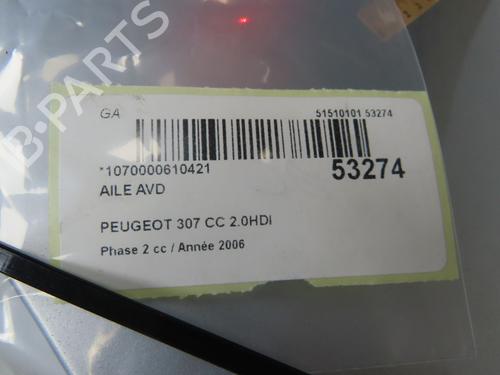 GA 51510101 53274
*1070000610421 53274
AILE AVD
PEUGEOT 307 CC 2.0HDI
Phase 2 cc / Année 2006
B-PARTS